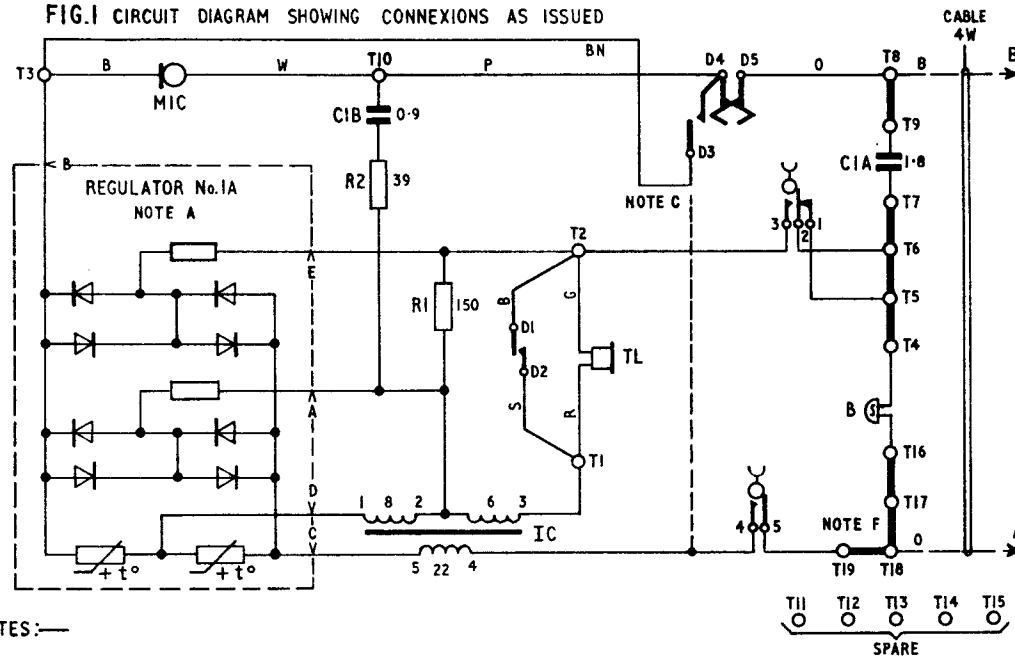 FIG.1 CIRCUIT DIAGRAM SHOWING CONNEXIONS AS ISSUED
CABLE
4W
BN
T3
B
MIC
W
T10
P
D4
D5
O
T8
B
B
C1B
0·9
T9
D3
C1A
1·8
B
REGULATOR No.1A
NOTE A
R2
39
NOTE C
T7
3
2
1
T2
T6
E
R1
150
B
G
T5
D1
D2
TL
T4
A
S
R
B
S
T1
T16
D
1
8
2
6
3
IC
T17
C
4
5
NOTE F
O
A
+t°
+t°
5
22
4
T19
T18
T11
T12
T13
T14
T15
SPARE
TES:—